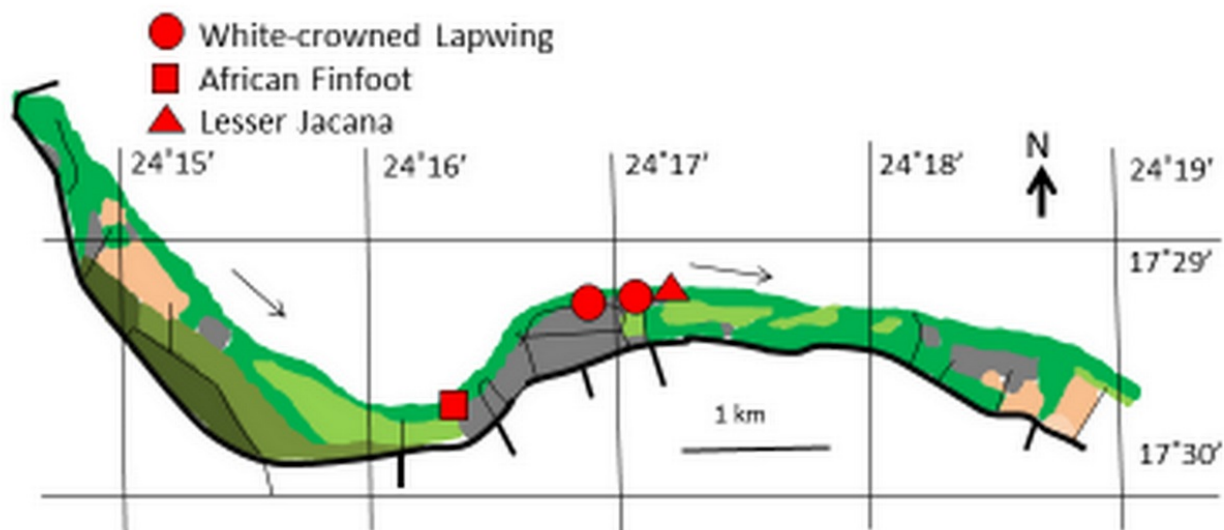 White-crowned Lapwing
African Finfoot
Lesser Jacana
24˚15’
24˚16’
24˚17’
24˚18’
24˚19’
N
17˚29’
1 km
17˚30’